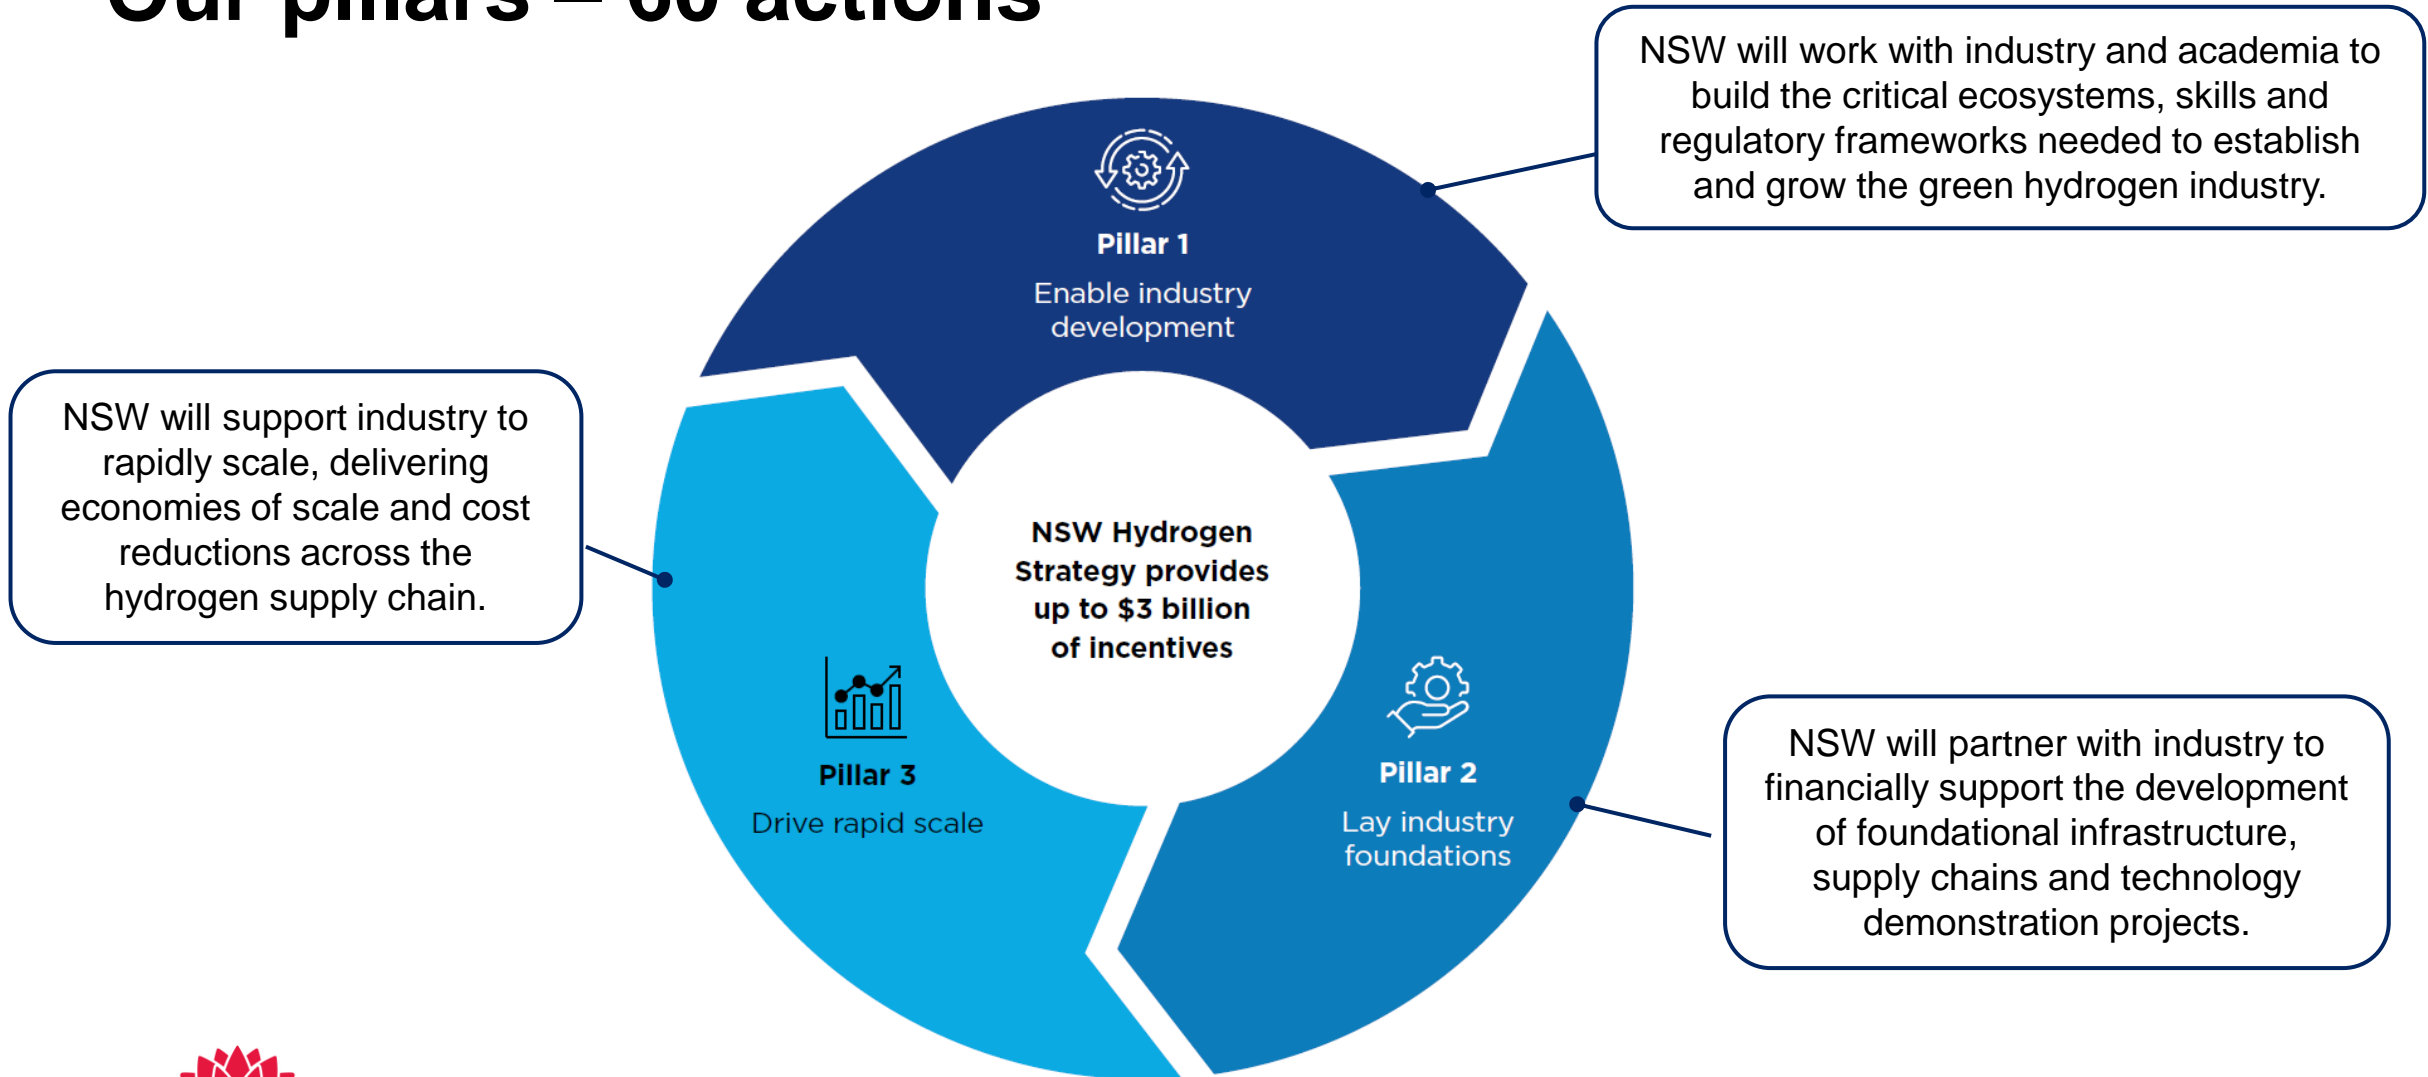 Our pillars – 60 actions
NSW will work with industry and academia to
build the critical ecosystems, skills and
regulatory frameworks needed to establish
and grow the green hydrogen industry.
Pillar 1
Enable industry
development
NSW will support industry to
rapidly scale, delivering
economies of scale and cost
reductions across the
hydrogen supply chain.
NSW Hydrogen
Strategy provides
up to $3 billion
of incentives
Pillar 3
Drive rapid scale
Pillar 2
Lay industry
foundations
NSW will partner with industry to
financially support the development
of foundational infrastructure,
supply chains and technology
demonstration projects.